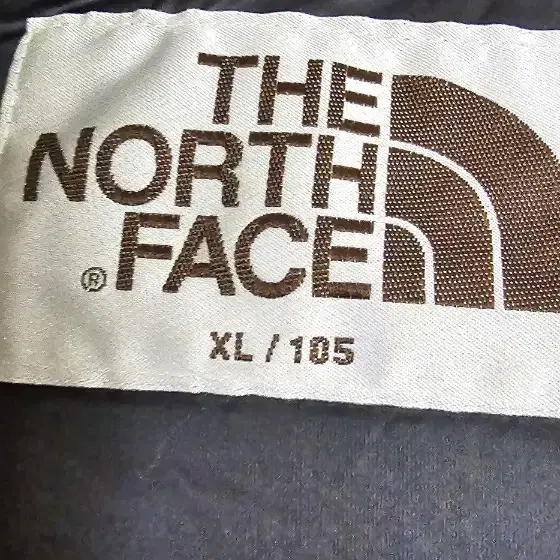 THE
NORTH
® FACE
XL / 105